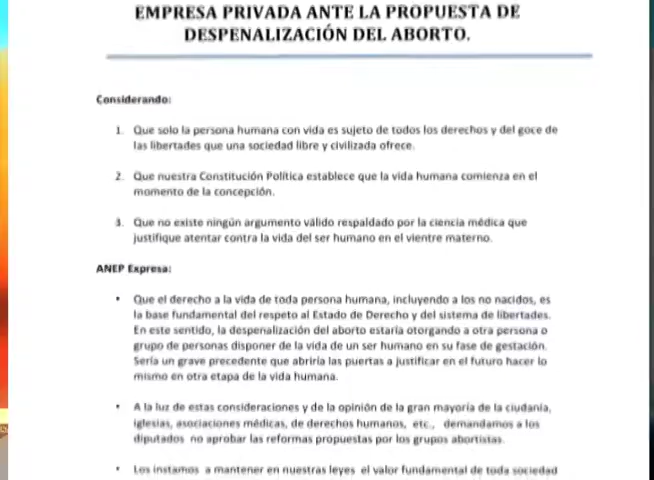 EMPRESA PRIVADA ANTE LA PROPUESTA DE
DESPENALIZACIÓN DEL ABORTO.
Considerando:
1. Que solo la persona humana con vida es sujeto de todos los derechos y del goce de
las libertades que una sociedad libre y civilizada ofrece.
2. Que nuestra Constitución Política establece que la vida humana comienza en el
momento de la concepción.
3. Que no existe ningún argumento válido respaldado por la ciencia médica que
justifique atentar contra la vida del ser humano en el vientre materno.
ANEP Expresa:
• Que el derecho a la vida de toda persona humana, incluyendo a los no nacidos, es
la base fundamental del respeto al Estado de Derecho y del sistema de libertades.
En este sentido, la despenalización del aborto estaría otorgando a otra persona o
grupo de personas disponer de la vida de un ser humano en su fase de gestación.
Sería un grave precedente que abriría las puertas a justificar en el futuro hacer lo
mismo en otra etapa de la vida humana.
• A la luz de estas consideraciones y de la opinión de la gran mayoría de la ciudanía,
iglesias, asociaciones médicas, de derechos humanos, etc., demandamos a los
diputados no aprobar las reformas propuestas por los grupos abortistas.
• Los instamos a mantener en nuestras leyes el valor fundamental de toda sociedad